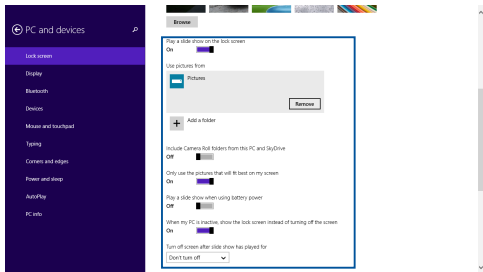 PC and devices
Lock screen
Display
Bluetooth
Devices
Mouse and touchpad
Typing
Corners and edges
Power and sleep
AutoPlay
PC info
Browse
Play a slide show on the lock screen
On
Use pictures from
Pictures
Remove
Add a folder
Include Camera Roll folders from this PC and SkyDrive
Off
Only use the pictures that will fit best on my screen
On
Play a slide show when using battery power
Off
When my PC is inactive, show the lock screen instead of turning off the screen
On
Turn off screen after slide show has played for
Don't turn off